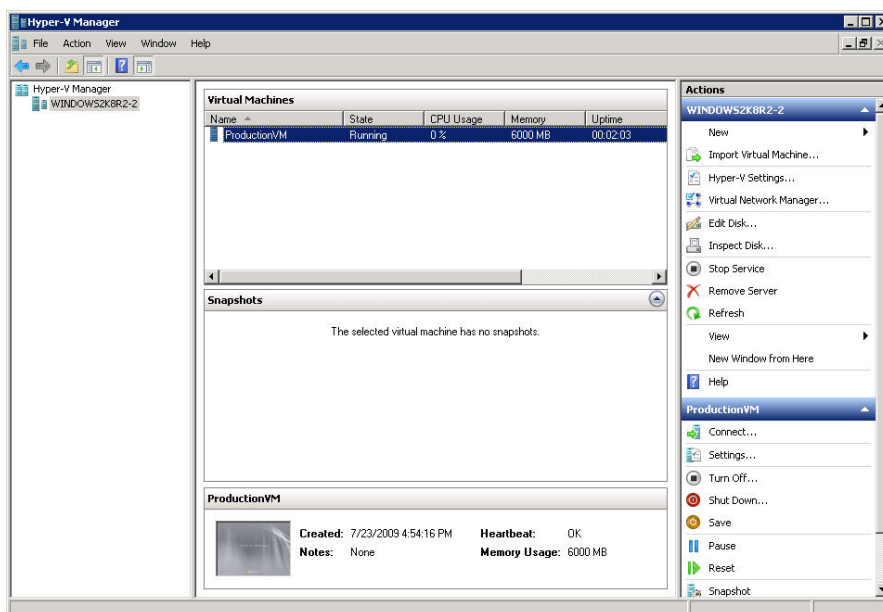 Hyper-V Manager
File Action View Window Help
Hyper-V Manager
WINDOWS2K8R2-2
Virtual Machines
Name State CPU Usage Memory Uptime
ProductionVM Running 0 % 6000 MB 00:02:03
Snapshots
The selected virtual machine has no snapshots.
ProductionVM
Created: 7/23/2009 4:54:16 PM Heartbeat: OK
Notes: None Memory Usage: 6000 MB
Actions
WINDOWS2K8R2-2
New
Import Virtual Machine...
Hyper-V Settings...
Virtual Network Manager...
Edit Disk...
Inspect Disk...
Stop Service
Remove Server
Refresh
View
New Window from Here
Help
ProductionVM
Connect...
Settings...
Turn Off...
Shut Down...
Save
Pause
Reset
Snapshot